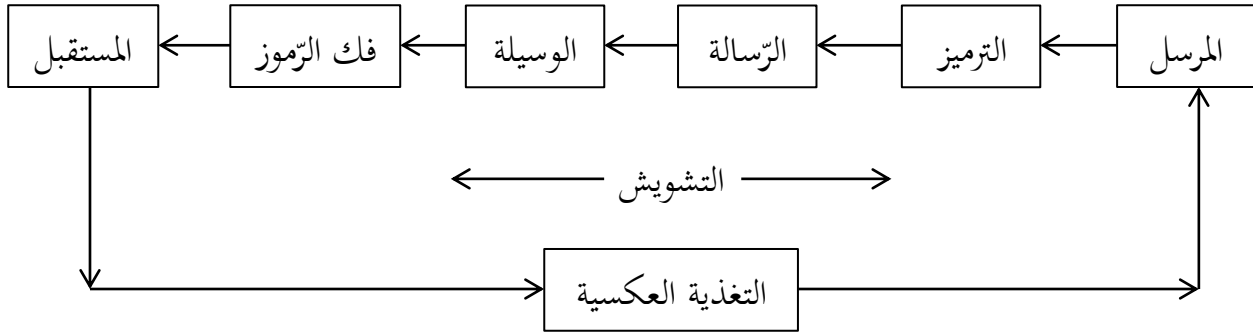 المرسل
الترميز
الرّسالة
الوسيلة
فك الرّموز
المستقبل
التشويش
التغذية العكسية